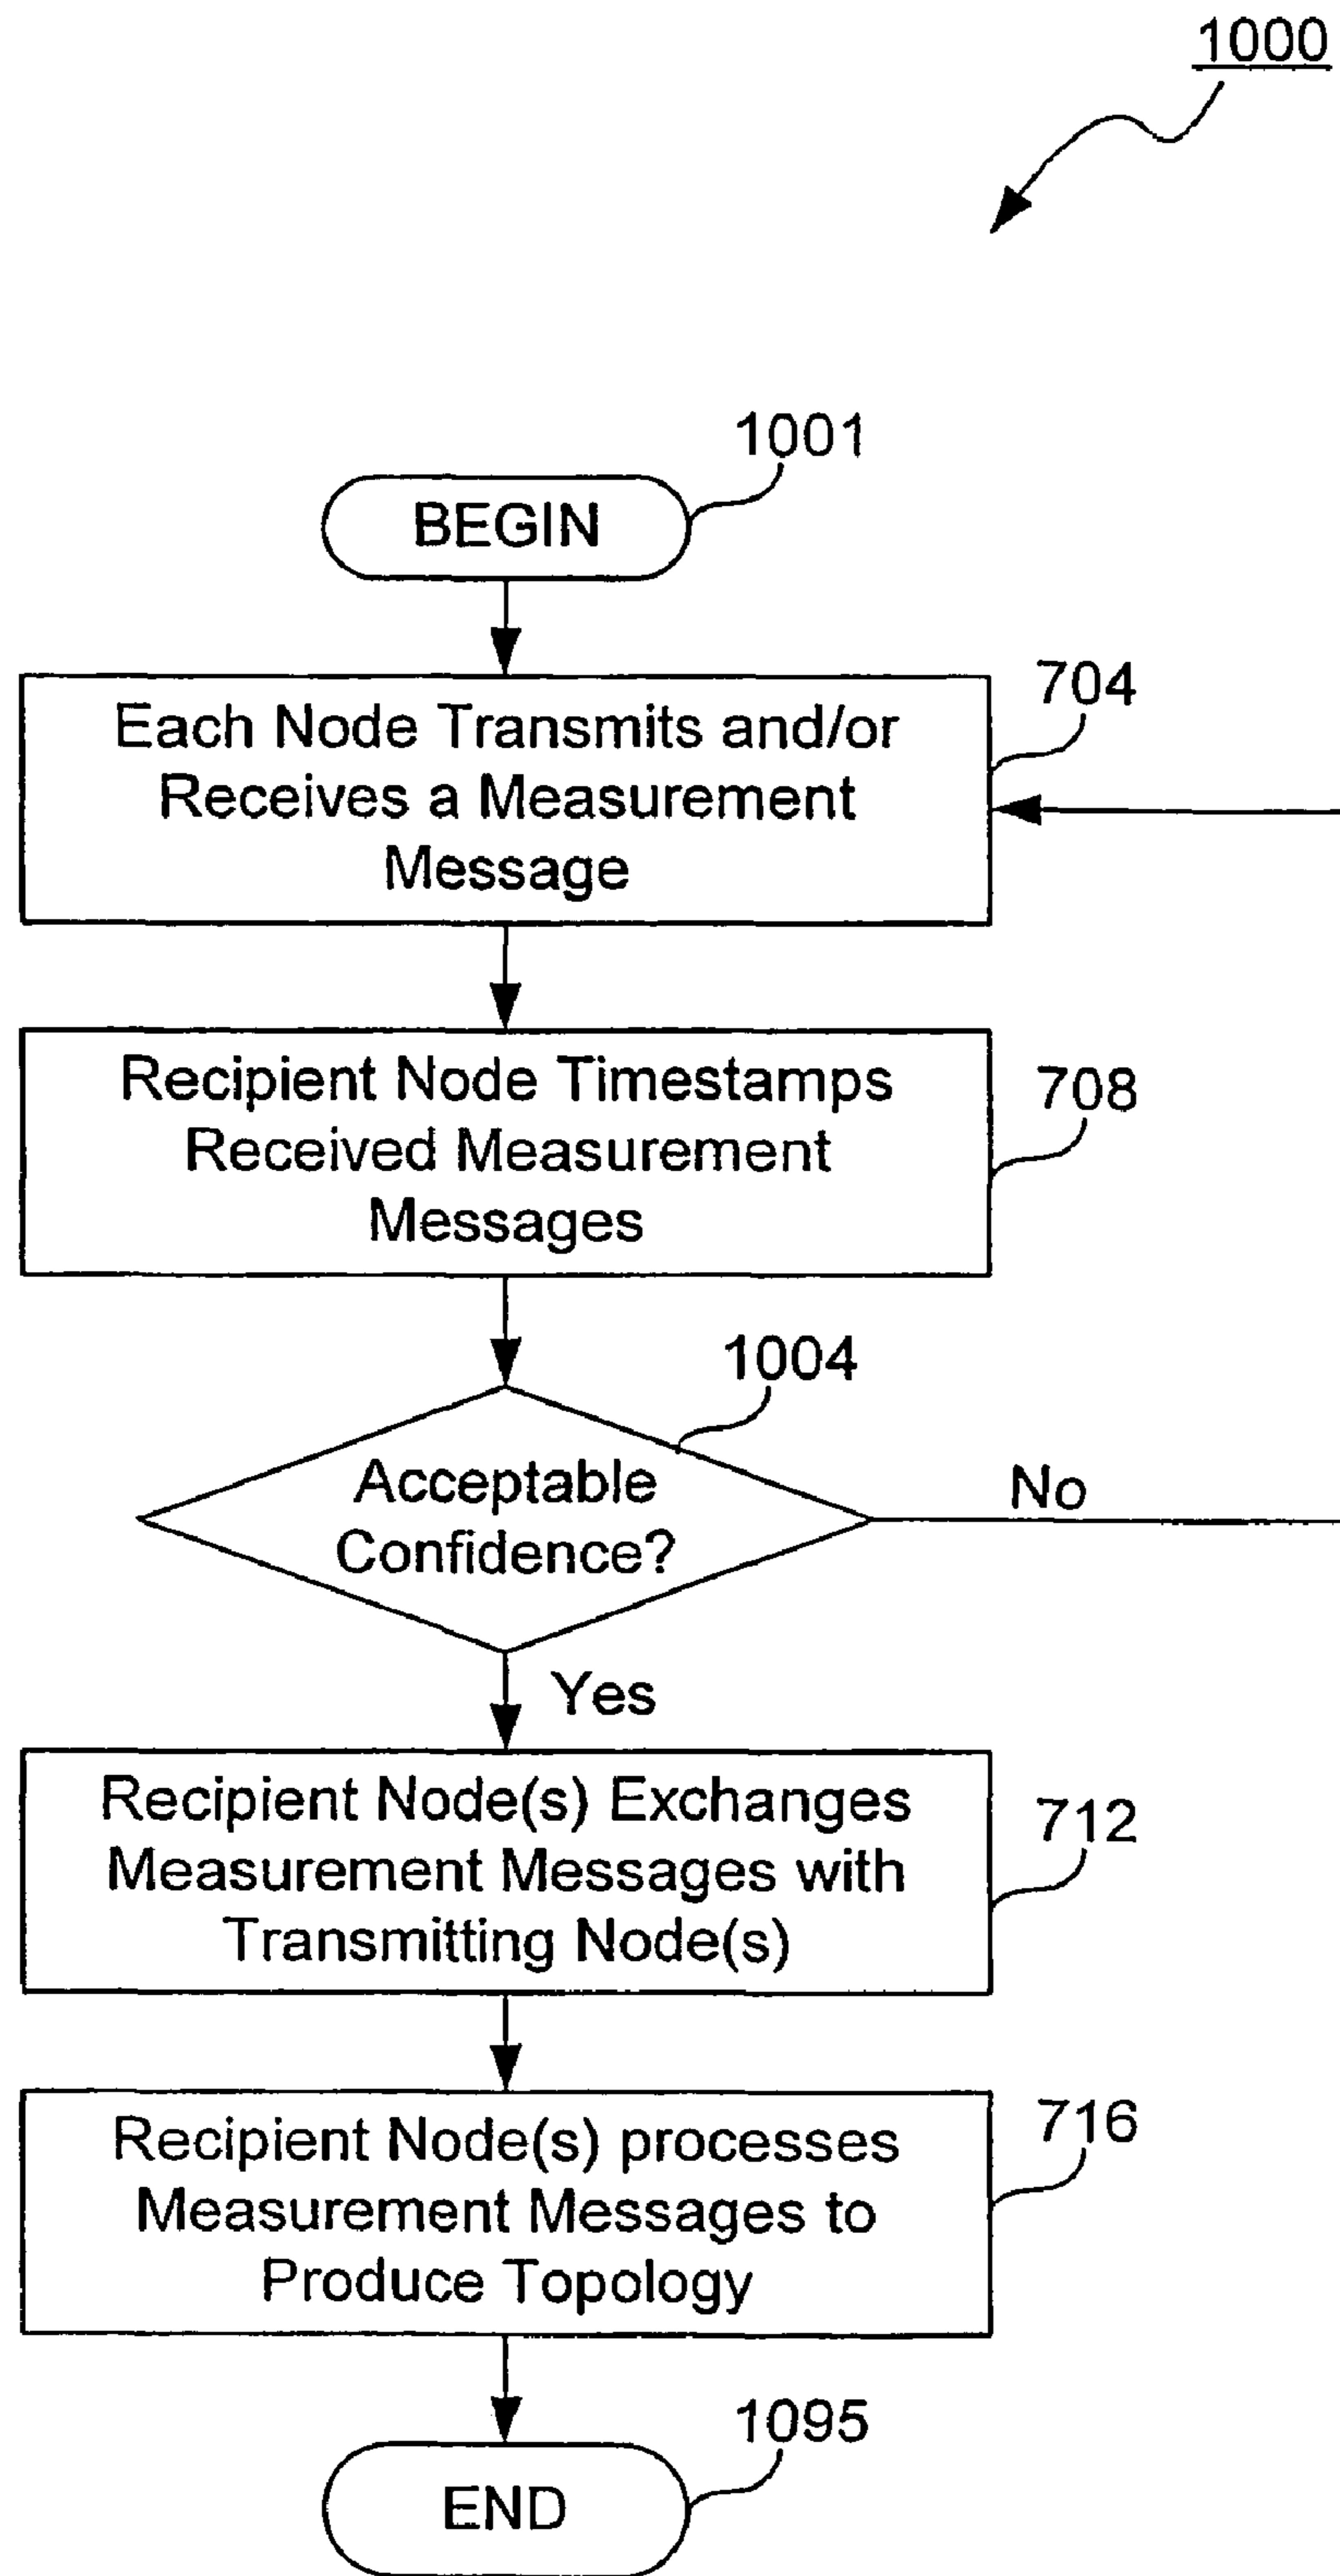 1000
1001
BEGIN
704
Each Node Transmits and/or
Receives a Measurement
Message
708
Recipient Node Timestamps
Received Measurement
Messages
1004
Acceptable
Confidence?
No
Yes
712
Recipient Node(s) Exchanges
Measurement Messages with
Transmitting Node(s)
716
Recipient Node(s) processes
Measurement Messages to
Produce Topology
1095
END